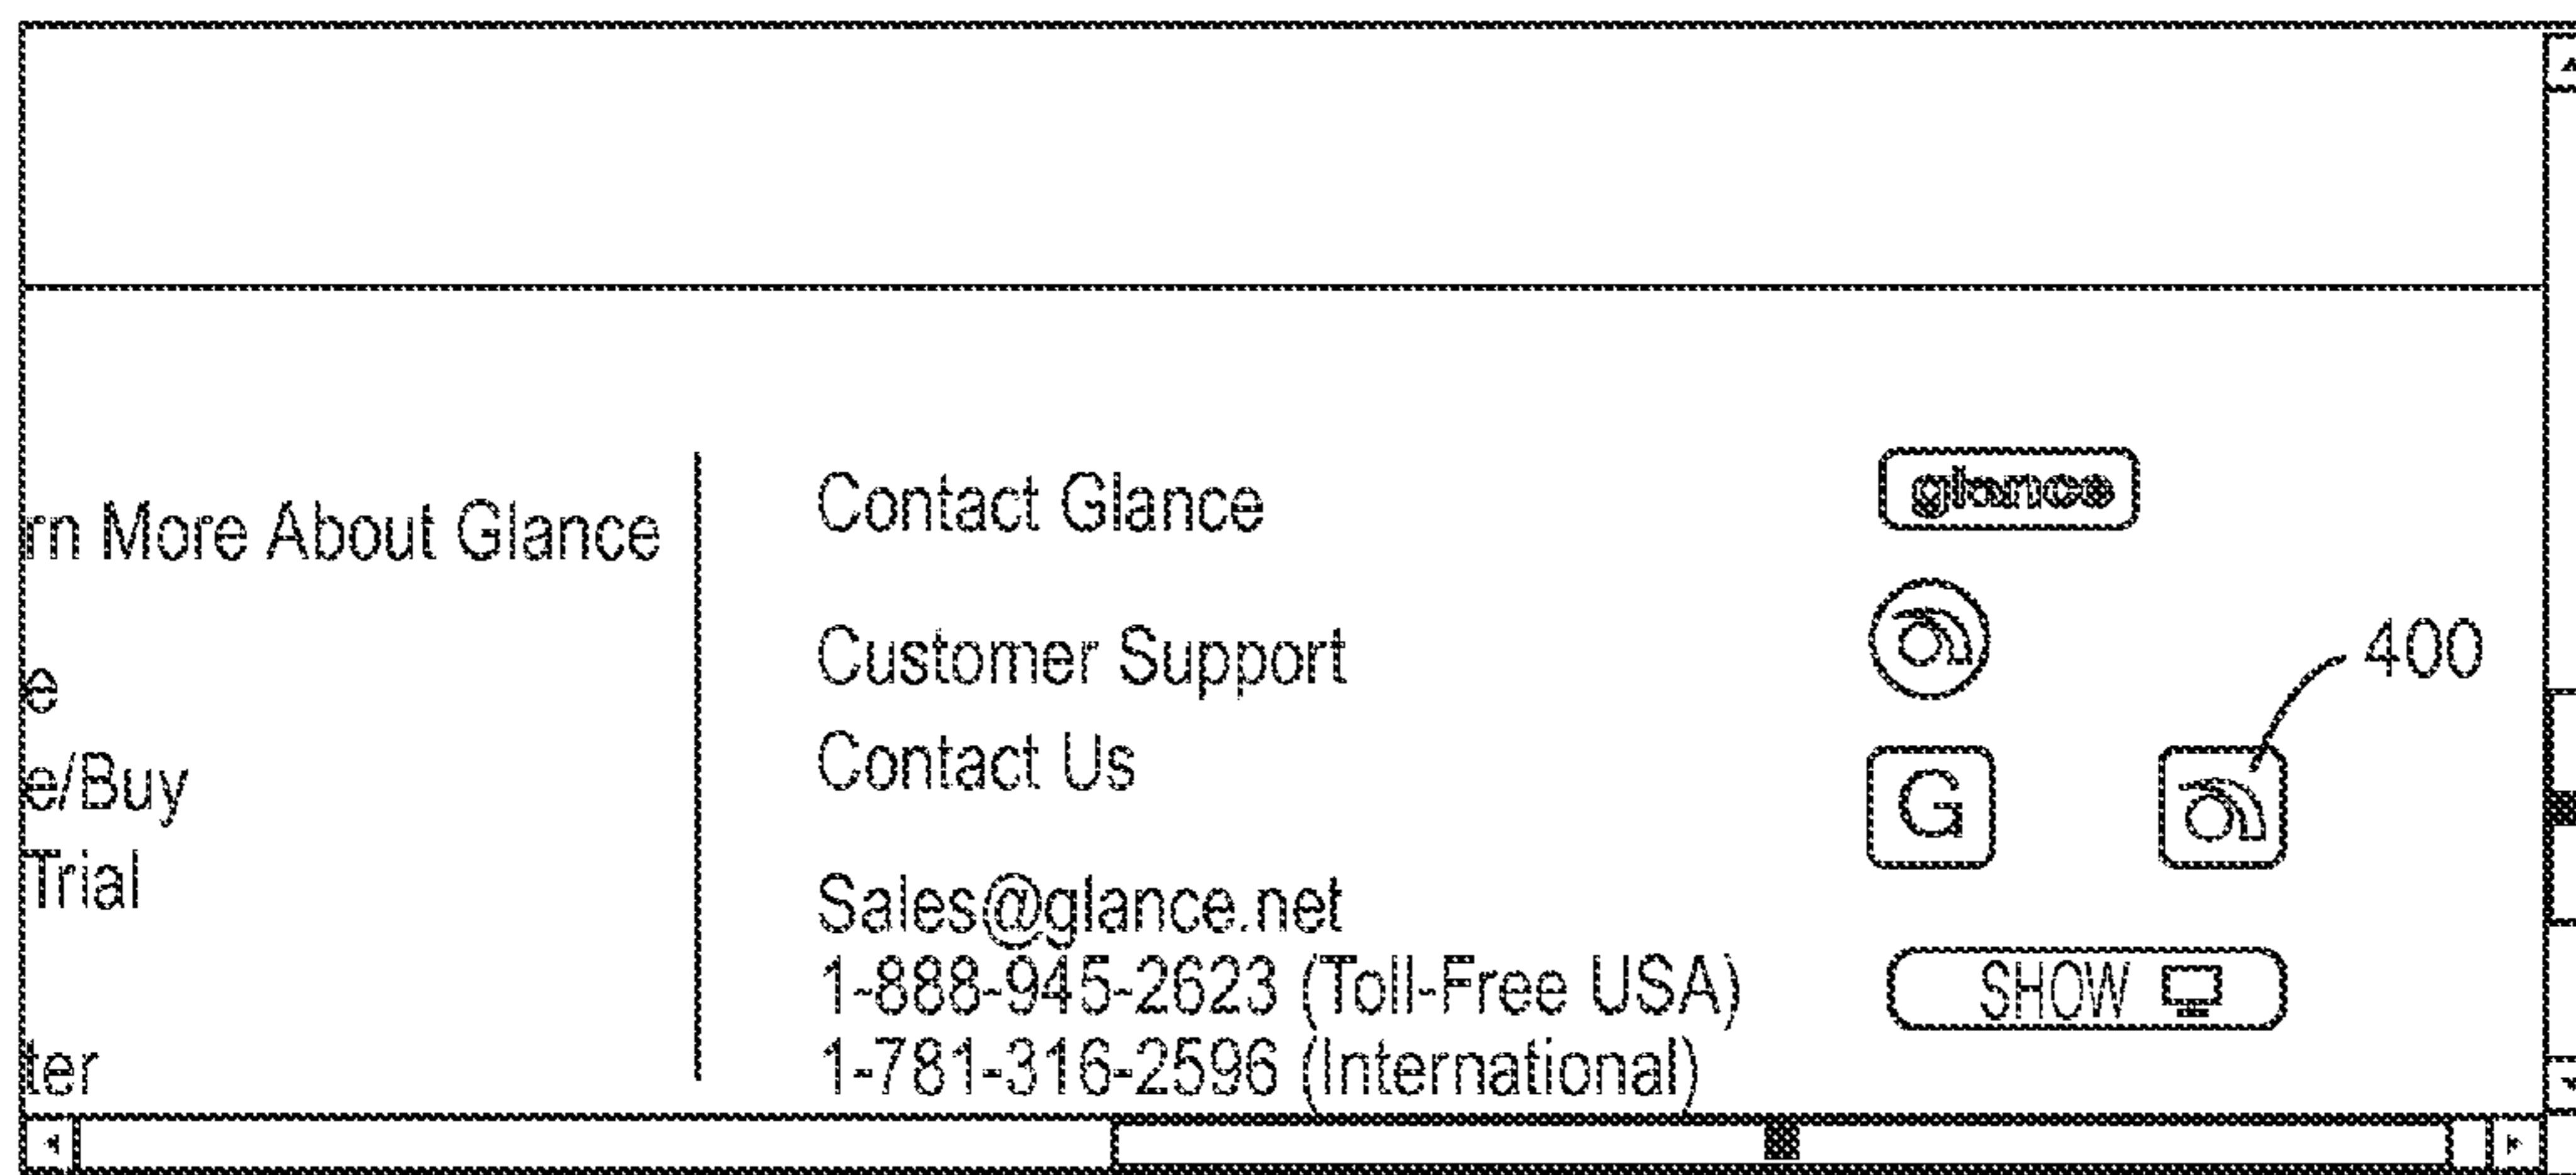 rn More About Glance
e
e/Buy
Trial
ter
Contact Glance
Customer Support
Contact Us
Sales@glance.net
1-888-945-2623 (Toll-Free USA)
1-781-316-2596 (International)
glance
400
G
SHOW